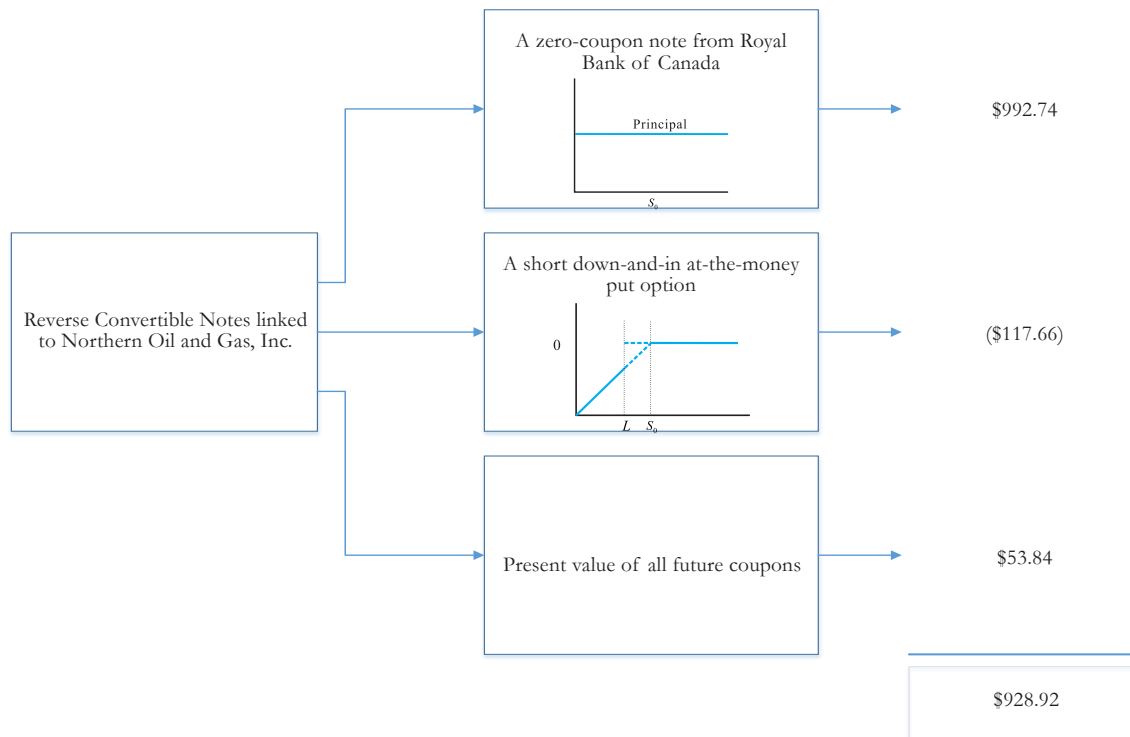 A zero-coupon note from Royal
Bank of Canada
Principal
S₀
$992.74
Reverse Convertible Notes linked
to Northern Oil and Gas, Inc.
A short down-and-in at-the-money
put option
0
L S₀
($117.66)
Present value of all future coupons
$53.84
$928.92